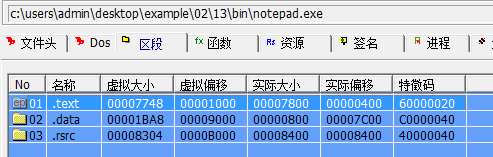 c:\users\admin\desktop\example\02\13\bin\notepad.exe
文件头 Dos 区段 函数 资源 签名 进程
No 名称 虚拟大小 虚拟偏移 实际大小 实际偏移 特徵码
ep 01 .text 00007748 00001000 00007800 00000400 60000020
02 .data 00001BA8 00009000 00000800 00007C00 C0000040
03 .rsrc 00008304 0000B000 00008400 00008400 40000040